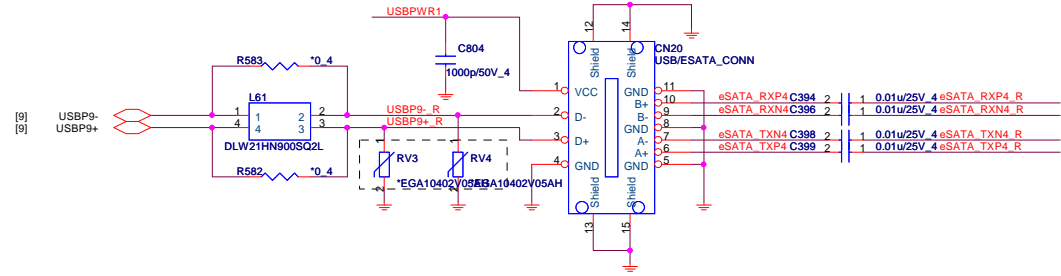 USBPWR1
12
14
Shield
Shield
CN20
USB/ESATA_CONN
C804
1000p/50V_4
R583
*0_4
L61
[9] USBP9-
[9] USBP9+
1
2
4
3
1 2
4 3
DLW21HN900SQ2L
USBP9-_R
USBP9+_R
R582
*0_4
1
2
RV3
1
2
RV4
*EGA10402V05AH
*EGA10402V05AH
1 VCC
2 D-
3 D+
4 GND
GND 11
B+ 10
B- 9
GND 8
A- 7
A+ 6
GND 5
Shield
Shield
13
15
eSATA_RXP4 C394 2 1 0.01u/25V_4 eSATA_RXP4_R
eSATA_RXN4 C396 2 1 0.01u/25V_4 eSATA_RXN4_R
eSATA_TXN4 C398 2 1 0.01u/25V_4 eSATA_TXN4_R
eSATA_TXP4 C399 2 1 0.01u/25V_4 eSATA_TXP4_R